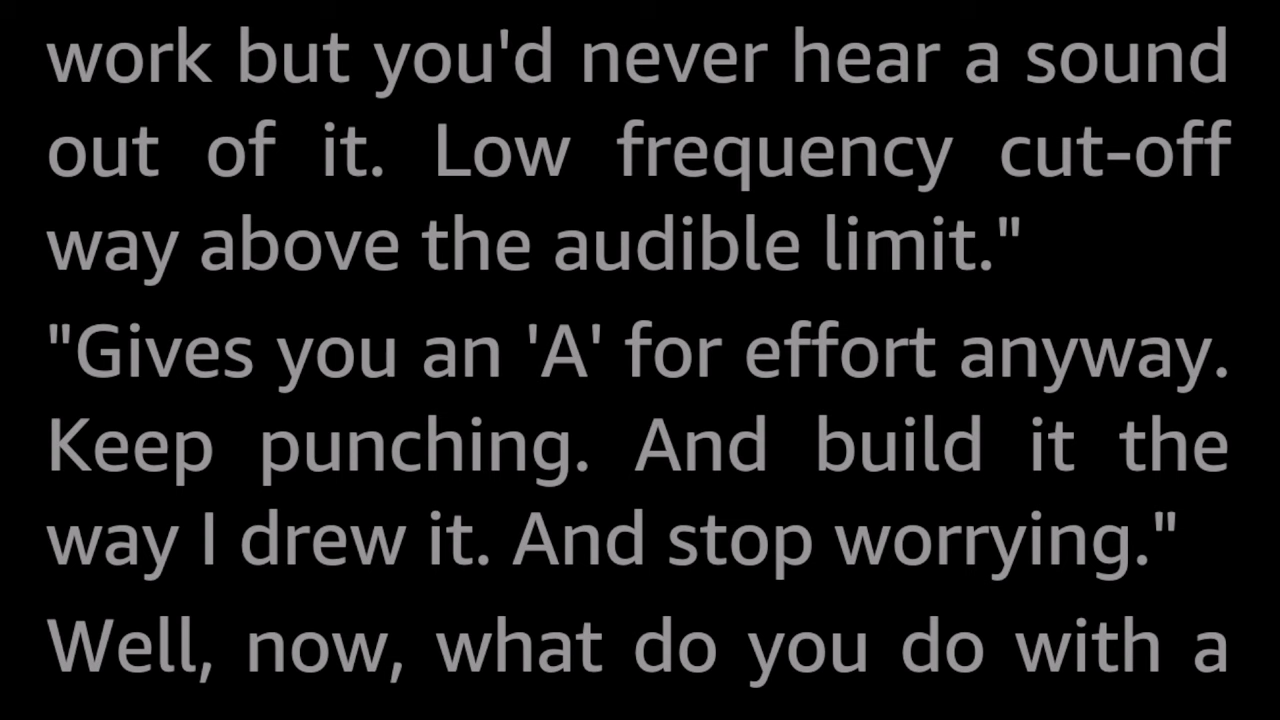 work but you'd never hear a sound
out of it. Low frequency cut-off
way above the audible limit."
"Gives you an 'A' for effort anyway.
Keep punching. And build it the
way I drew it. And stop worrying."
Well, now, what do you do with a